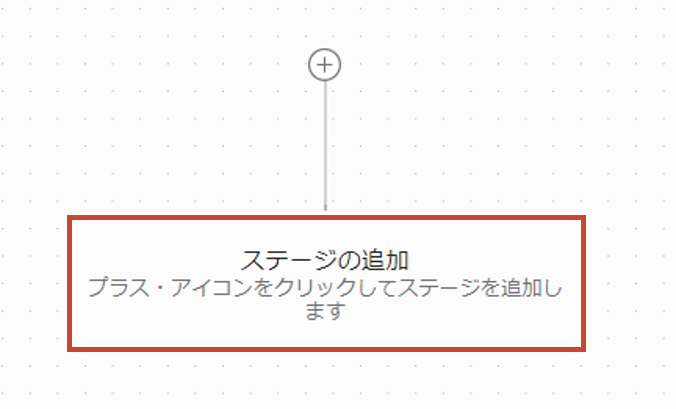 ステージの追加
プラス・アイコンをクリックしてステージを追加し
ます